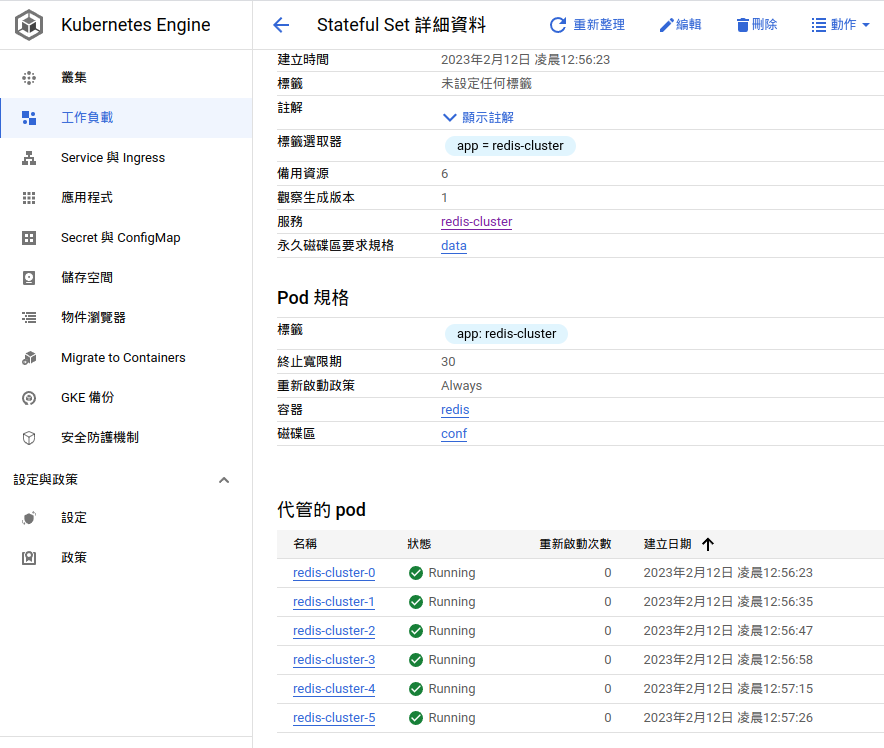 Kubernetes Engine
叢集
工作負載
Service 與 Ingress
應用程式
Secret 與 ConfigMap
儲存空間
物件瀏覽器
Migrate to Containers
GKE 備份
安全防護機制
設定與政策
設定
政策
Stateful Set 詳細資料 重新整理 編輯 刪除 動作
建立時間 2023年2月12日 凌晨12:56:23
標籤 未設定任何標籤
註解 顯示註解
標籤選取器 app = redis-cluster
備用資源 6
觀察生成版本 1
服務 redis-cluster
永久磁碟區要求規格 data
Pod 規格
標籤 app: redis-cluster
終止寬限期 30
重新啟動政策 Always
容器 redis
磁碟區 conf
代管的 pod
名稱 狀態 重新啟動次數 建立日期
redis-cluster-0 Running 0 2023年2月12日 凌晨12:56:23
redis-cluster-1 Running 0 2023年2月12日 凌晨12:56:35
redis-cluster-2 Running 0 2023年2月12日 凌晨12:56:47
redis-cluster-3 Running 0 2023年2月12日 凌晨12:56:58
redis-cluster-4 Running 0 2023年2月12日 凌晨12:57:15
redis-cluster-5 Running 0 2023年2月12日 凌晨12:57:26